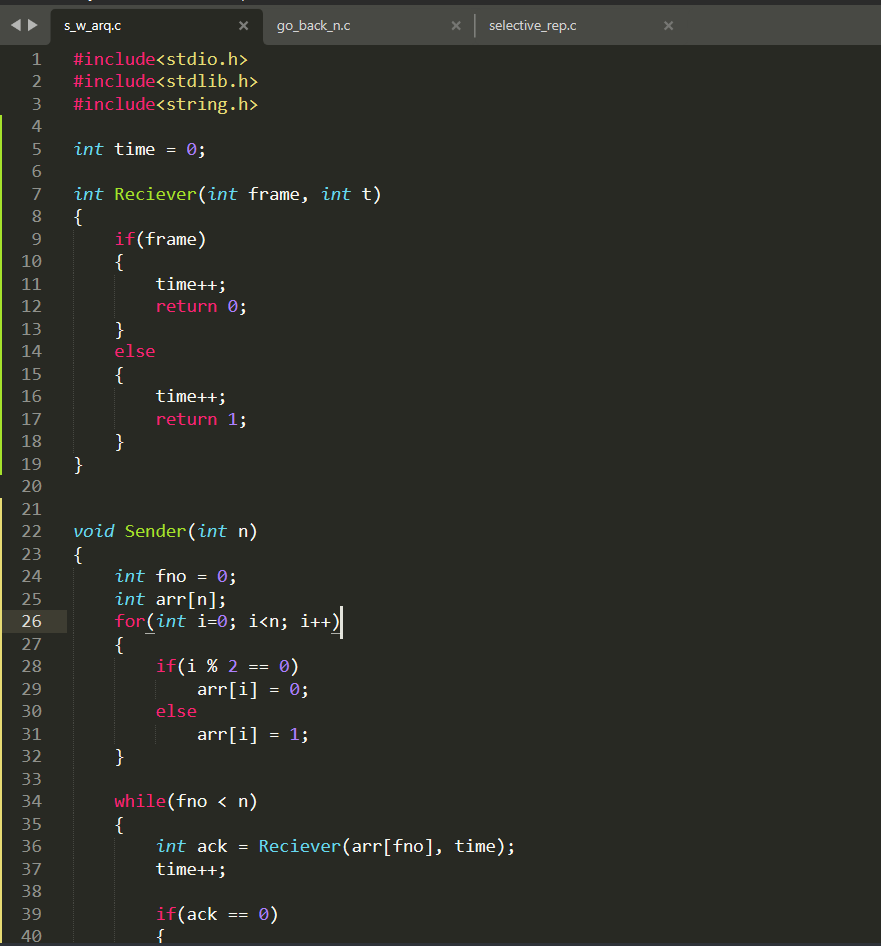 s_w_arq.c × go_back_n.c × selective_rep.c ×
1 #include<stdio.h>
2 #include<stdlib.h>
3 #include<string.h>
4
5 int time = 0;
6
7 int Reciever(int frame, int t)
8 {
9     if(frame)
10     {
11         time++;
12         return 0;
13     }
14     else
15     {
16         time++;
17         return 1;
18     }
19 }
20
21
22 void Sender(int n)
23 {
24     int fno = 0;
25     int arr[n];
26     for(int i=0; i<n; i++)
27     {
28         if(i % 2 == 0)
29             arr[i] = 0;
30         else
31             arr[i] = 1;
32     }
33
34     while(fno < n)
35     {
36         int ack = Reciever(arr[fno], time);
37         time++;
38
39         if(ack == 0)
40         {